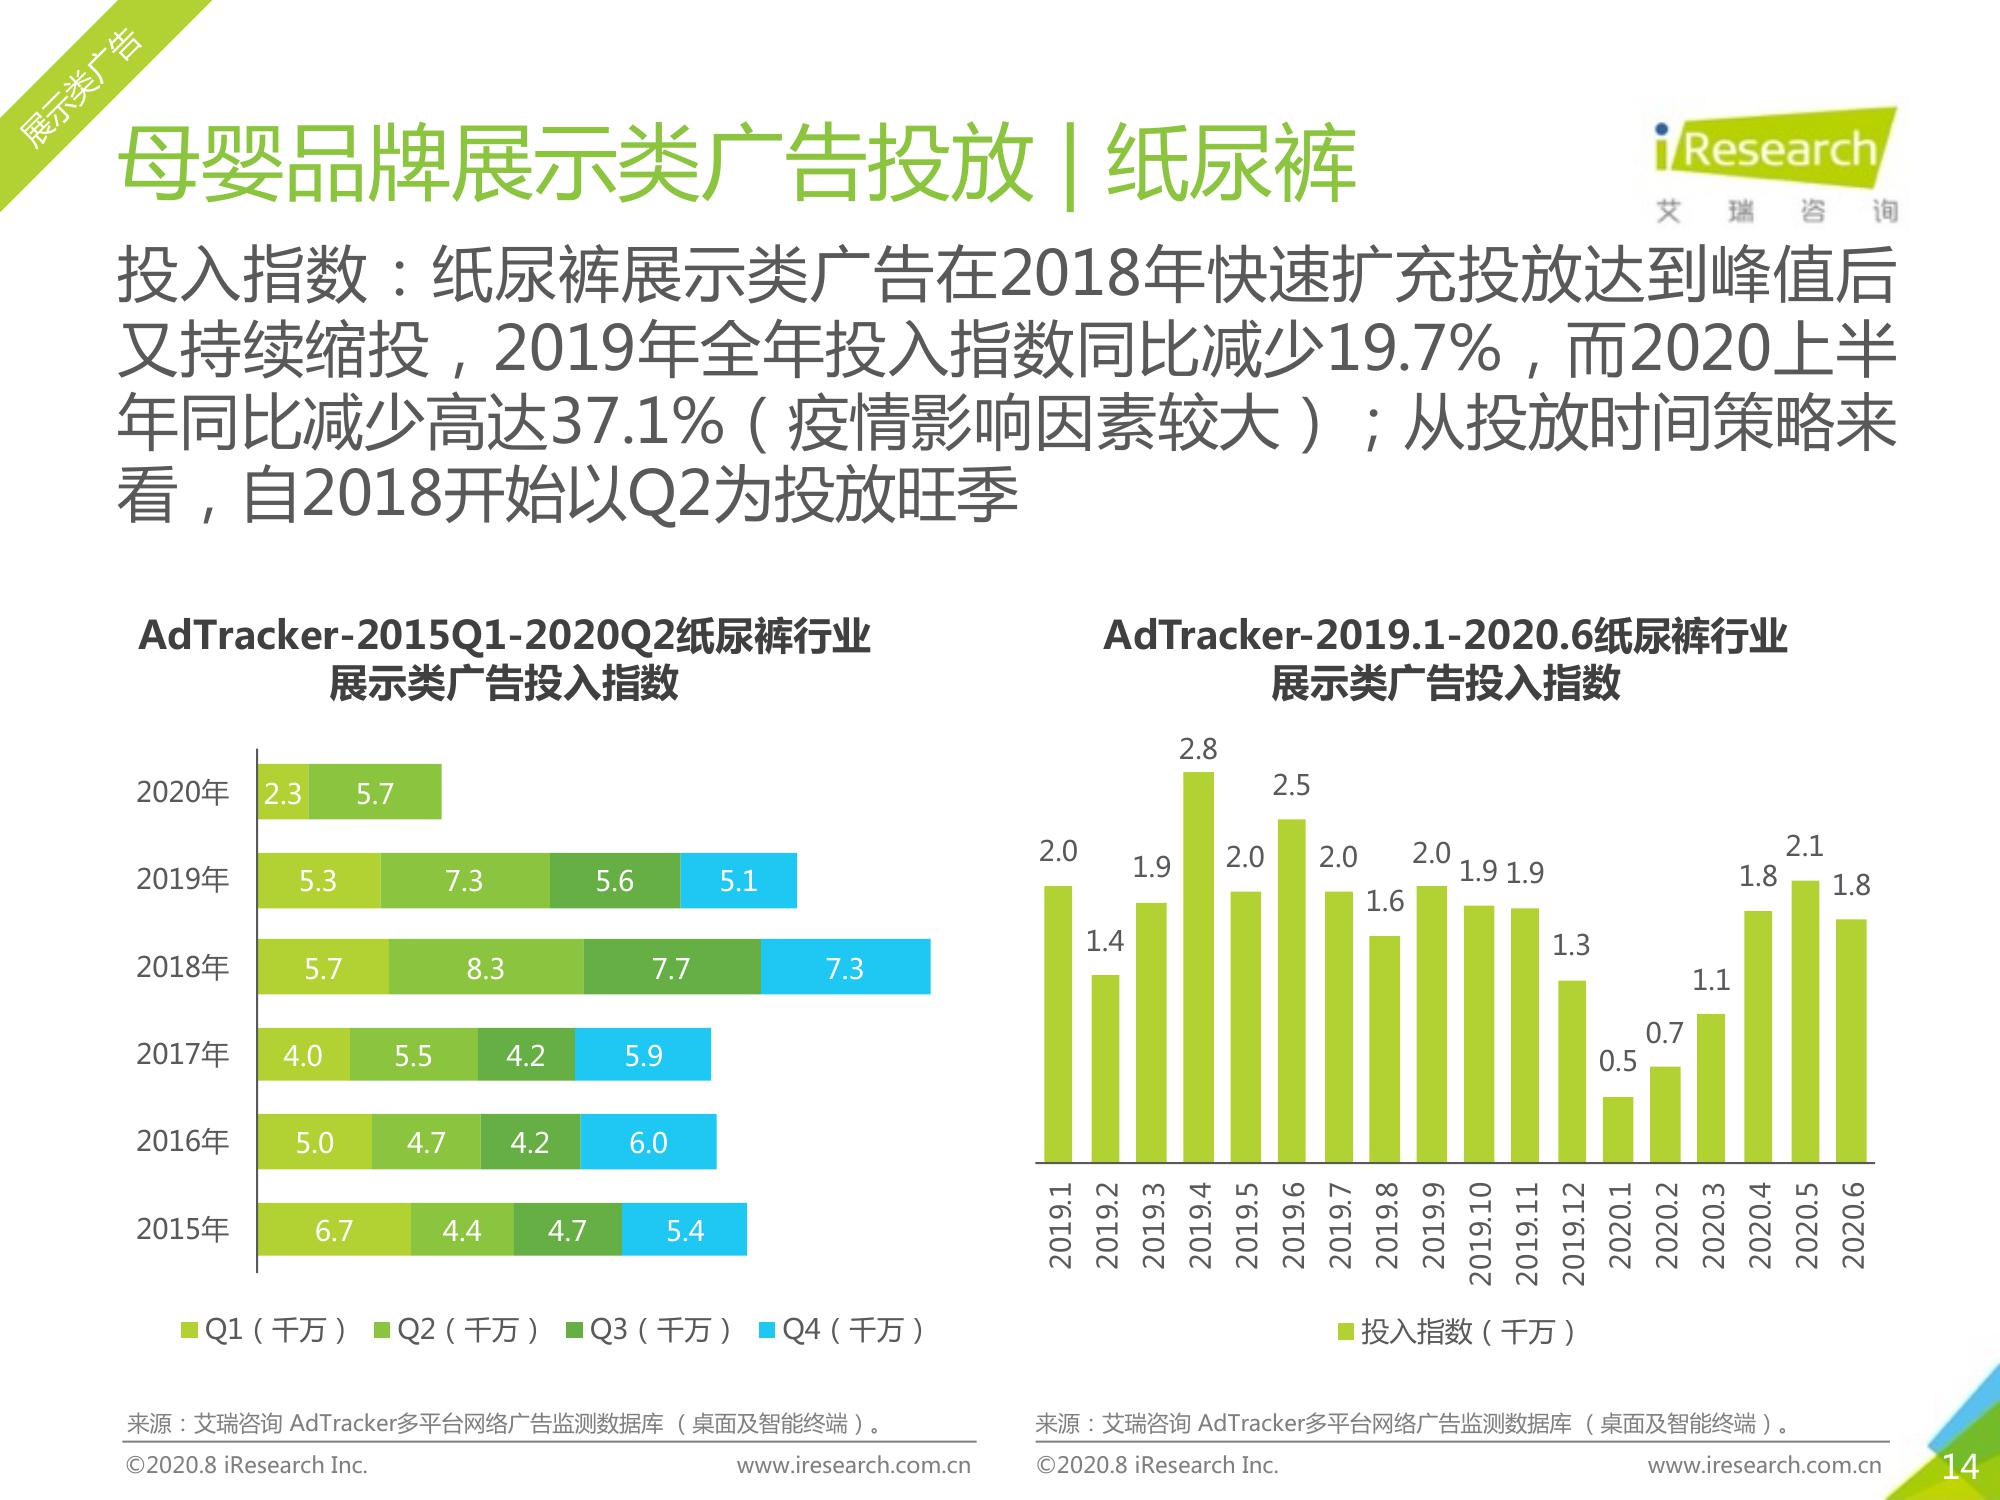 展示类广告
母婴品牌展示类广告投放 | 纸尿裤
iResearch
艾瑞咨询
投入指数：纸尿裤展示类广告在2018年快速扩充投放达到峰值后
又持续缩投，2019年全年投入指数同比减少19.7%，而2020上半
年同比减少高达37.1%（疫情影响因素较大）；从投放时间策略来
看，自2018开始以Q2为投放旺季
AdTracker-2015Q1-2020Q2纸尿裤行业
展示类广告投入指数
2020年 2.3 5.7
2019年 5.3 7.3 5.6 5.1
2018年 5.7 8.3 7.7 7.3
2017年 4.0 5.5 4.2 5.9
2016年 5.0 4.7 4.2 6.0
2015年 6.7 4.4 4.7 5.4
Q1（千万） Q2（千万） Q3（千万） Q4（千万）
来源：艾瑞咨询 AdTracker多平台网络广告监测数据库 （桌面及智能终端）。
©2020.8 iResearch Inc. www.iresearch.com.cn
AdTracker-2019.1-2020.6纸尿裤行业
展示类广告投入指数
2.0 1.4 1.9 2.8 2.0 2.5 2.0 1.6 2.0 1.9 1.9 1.3 0.5 0.7 1.1 1.8 2.1 1.8
2019.1 2019.2 2019.3 2019.4 2019.5 2019.6 2019.7 2019.8 2019.9 2019.10 2019.11 2019.12 2020.1 2020.2 2020.3 2020.4 2020.5 2020.6
投入指数（千万）
来源：艾瑞咨询 AdTracker多平台网络广告监测数据库 （桌面及智能终端）。
©2020.8 iResearch Inc. www.iresearch.com.cn
14